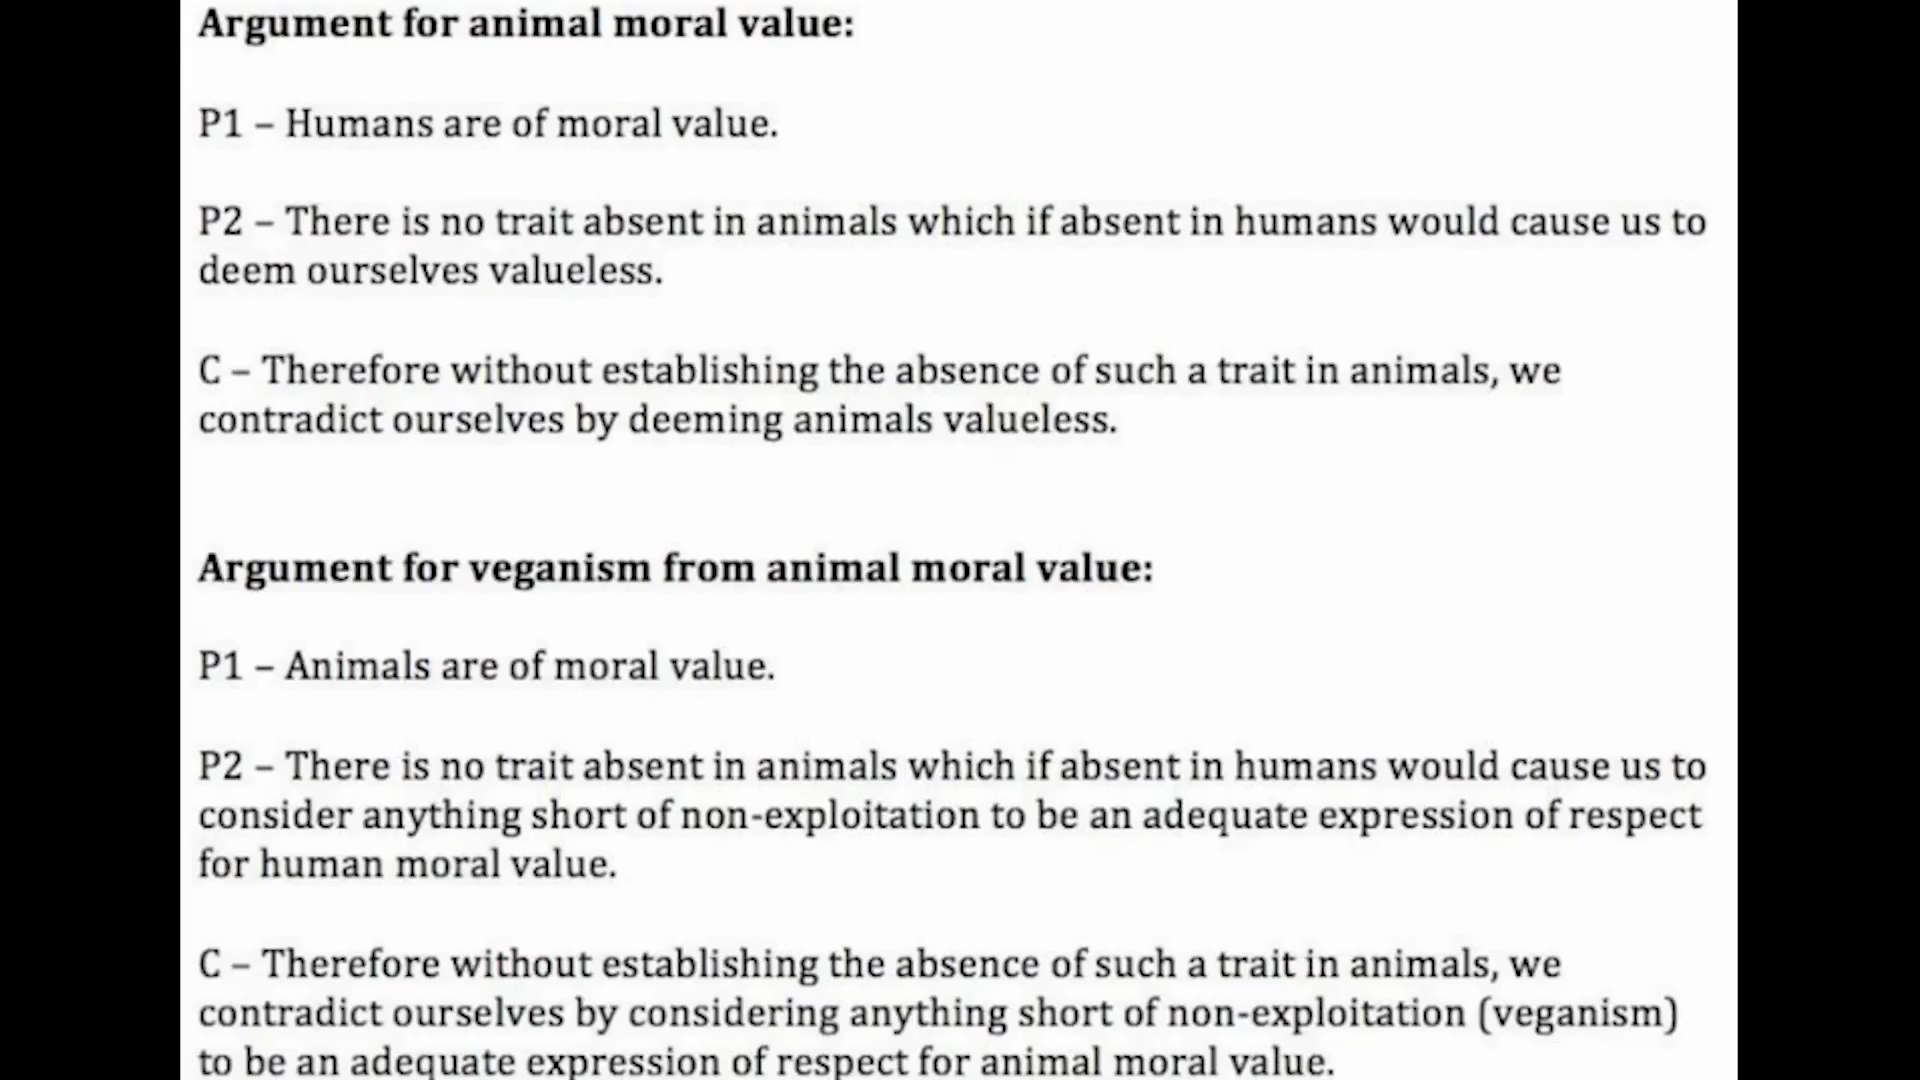 Argument for animal moral value:
P1 – Humans are of moral value.
P2 – There is no trait absent in animals which if absent in humans would cause us to
deem ourselves valueless.
C – Therefore without establishing the absence of such a trait in animals, we
contradict ourselves by deeming animals valueless.
Argument for veganism from animal moral value:
P1 – Animals are of moral value.
P2 – There is no trait absent in animals which if absent in humans would cause us to
consider anything short of non-exploitation to be an adequate expression of respect
for human moral value.
C – Therefore without establishing the absence of such a trait in animals, we
contradict ourselves by considering anything short of non-exploitation (veganism)
to be an adequate expression of respect for animal moral value.